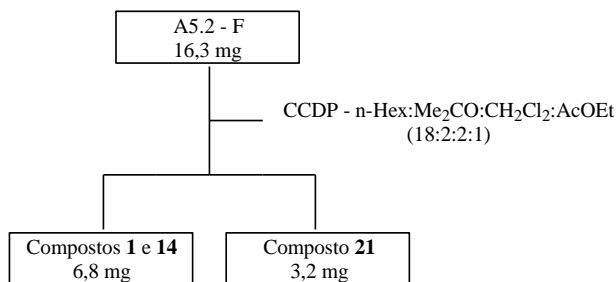 A5.2 - F
16,3 mg
CCDP - n-Hex:Me₂CO:CH₂Cl₂:AcOEt
(18:2:2:1)
Compostos 1 e 14
6,8 mg
Composto 21
3,2 mg